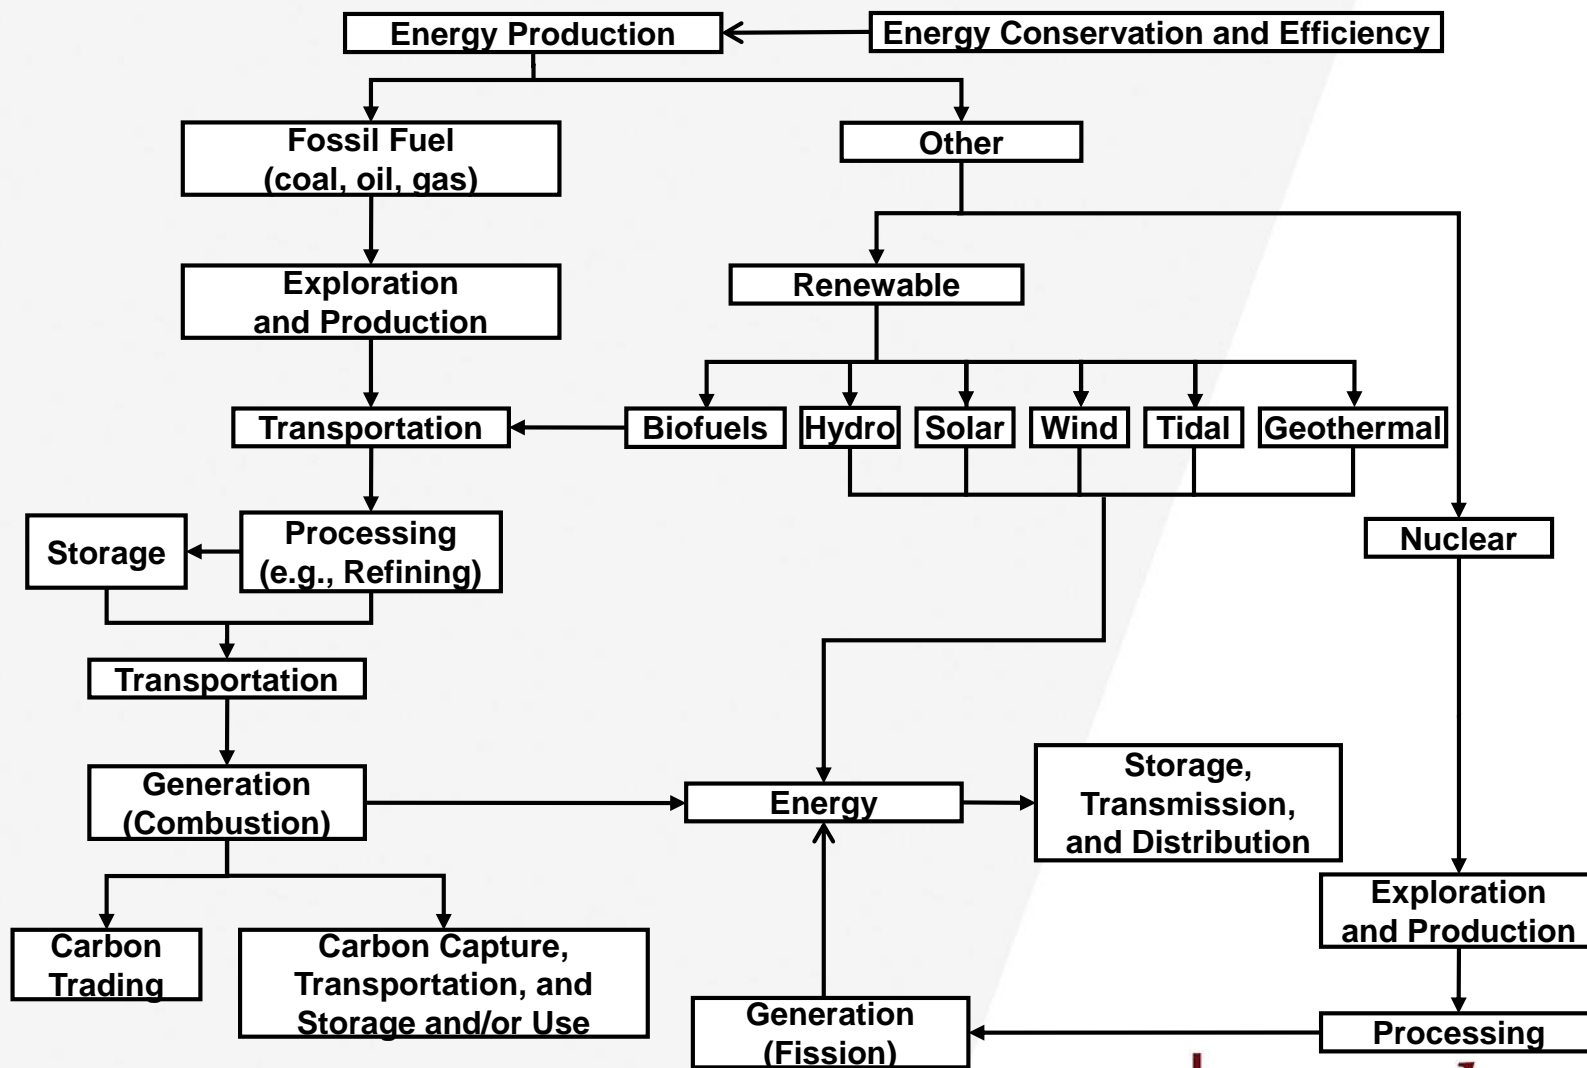 Energy Production
Energy Conservation and Efficiency
Fossil Fuel
(coal, oil, gas)
Other
Exploration
and Production
Renewable
Transportation
Biofuels
Hydro
Solar
Wind
Tidal
Geothermal
Storage
Processing
(e.g., Refining)
Nuclear
Transportation
Generation
(Combustion)
Energy
Storage,
Transmission,
and Distribution
Exploration
and Production
Carbon
Trading
Carbon Capture,
Transportation, and
Storage and/or Use
Generation
(Fission)
Processing